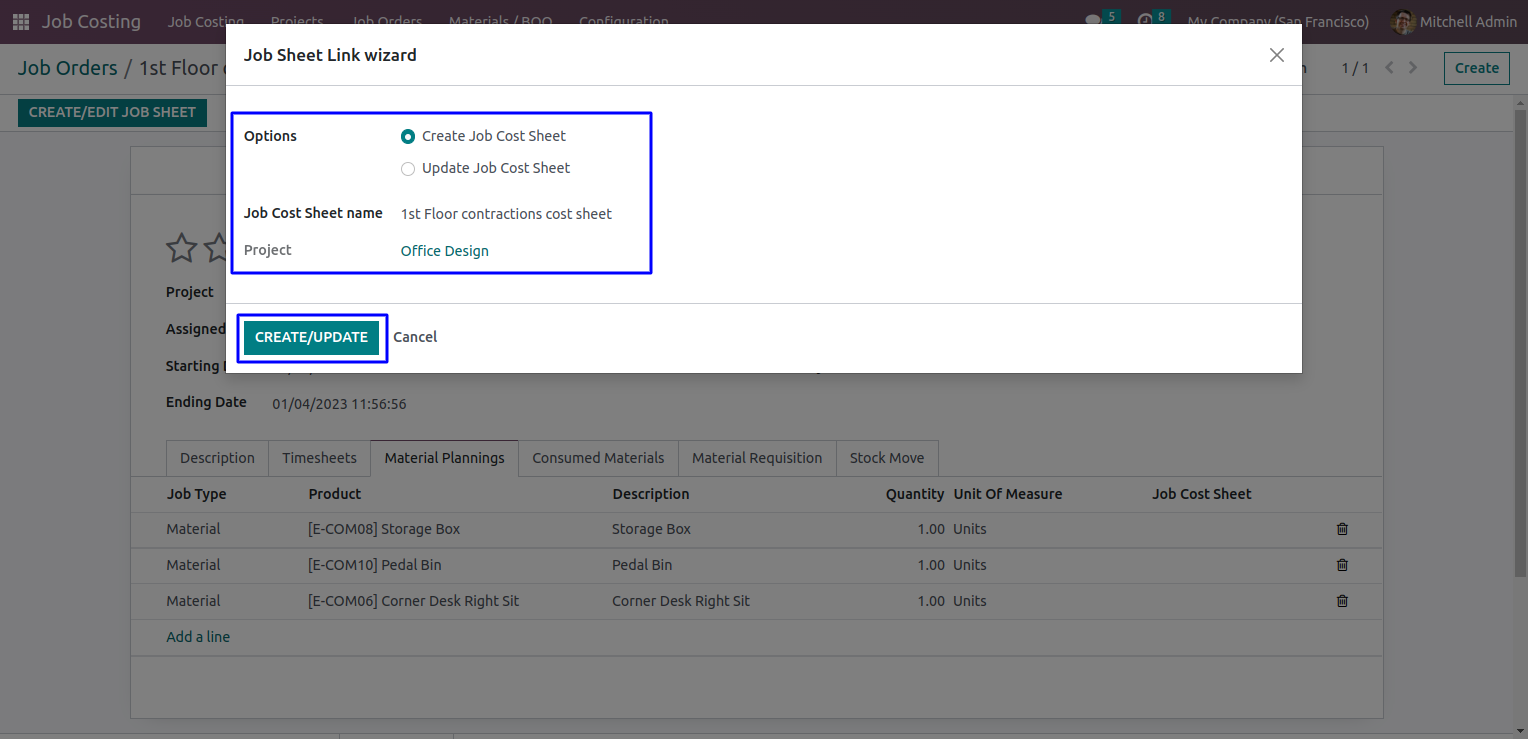 Job Costing Job Costing Projects Job Orders Materials / BOQ Configuration 5 8 My Company (San Francisco) Mitchell Admin
Job Sheet Link wizard
Job Orders / 1st Floor 1 / 1 Create
CREATE/EDIT JOB SHEET
Options Create Job Cost Sheet
Update Job Cost Sheet
Job Cost Sheet name 1st Floor contractions cost sheet
Project Office Design
Project
Assigned
CREATE/UPDATE Cancel
Starting
Ending Date 01/04/2023 11:56:56
Description Timesheets Material Plannings Consumed Materials Material Requisition Stock Move
Job Type Product Description Quantity Unit Of Measure Job Cost Sheet
Material [E-COM08] Storage Box Storage Box 1.00 Units
Material [E-COM10] Pedal Bin Pedal Bin 1.00 Units
Material [E-COM06] Corner Desk Right Sit Corner Desk Right Sit 1.00 Units
Add a line